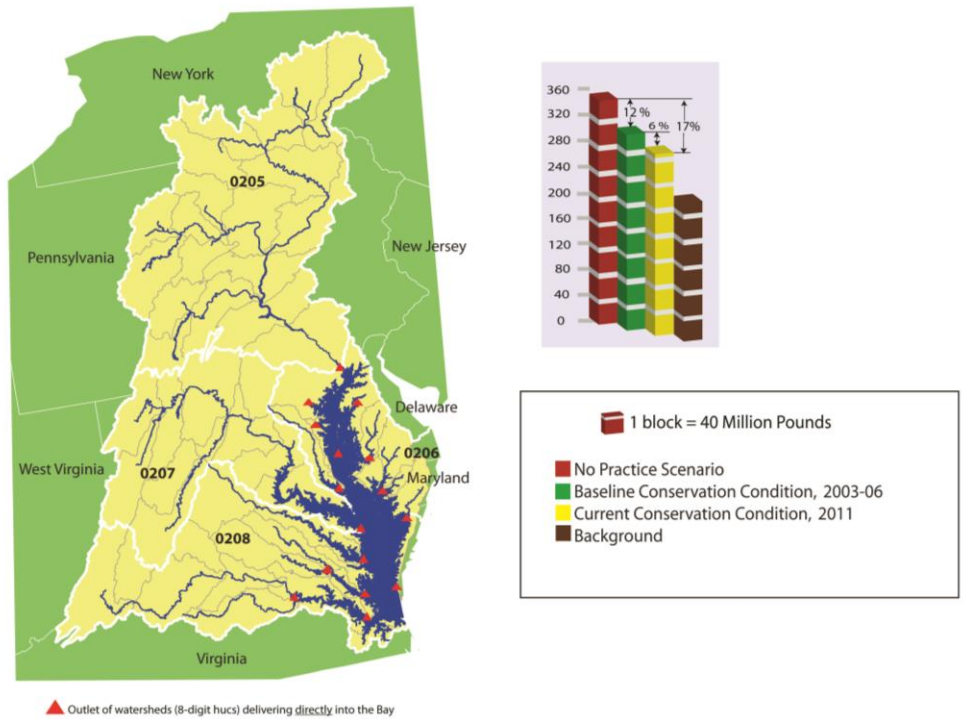 New York
0205
Pennsylvania
New Jersey
Delaware
0206
West Virginia
0207
Maryland
0208
Virginia
Outlet of watersheds (8-digit hucs) delivering directly into the Bay
360
320
280
240
200
160
120
80
40
0
12 %
6 %
17%
1 block = 40 Million Pounds
No Practice Scenario
Baseline Conservation Condition, 2003-06
Current Conservation Condition, 2011
Background